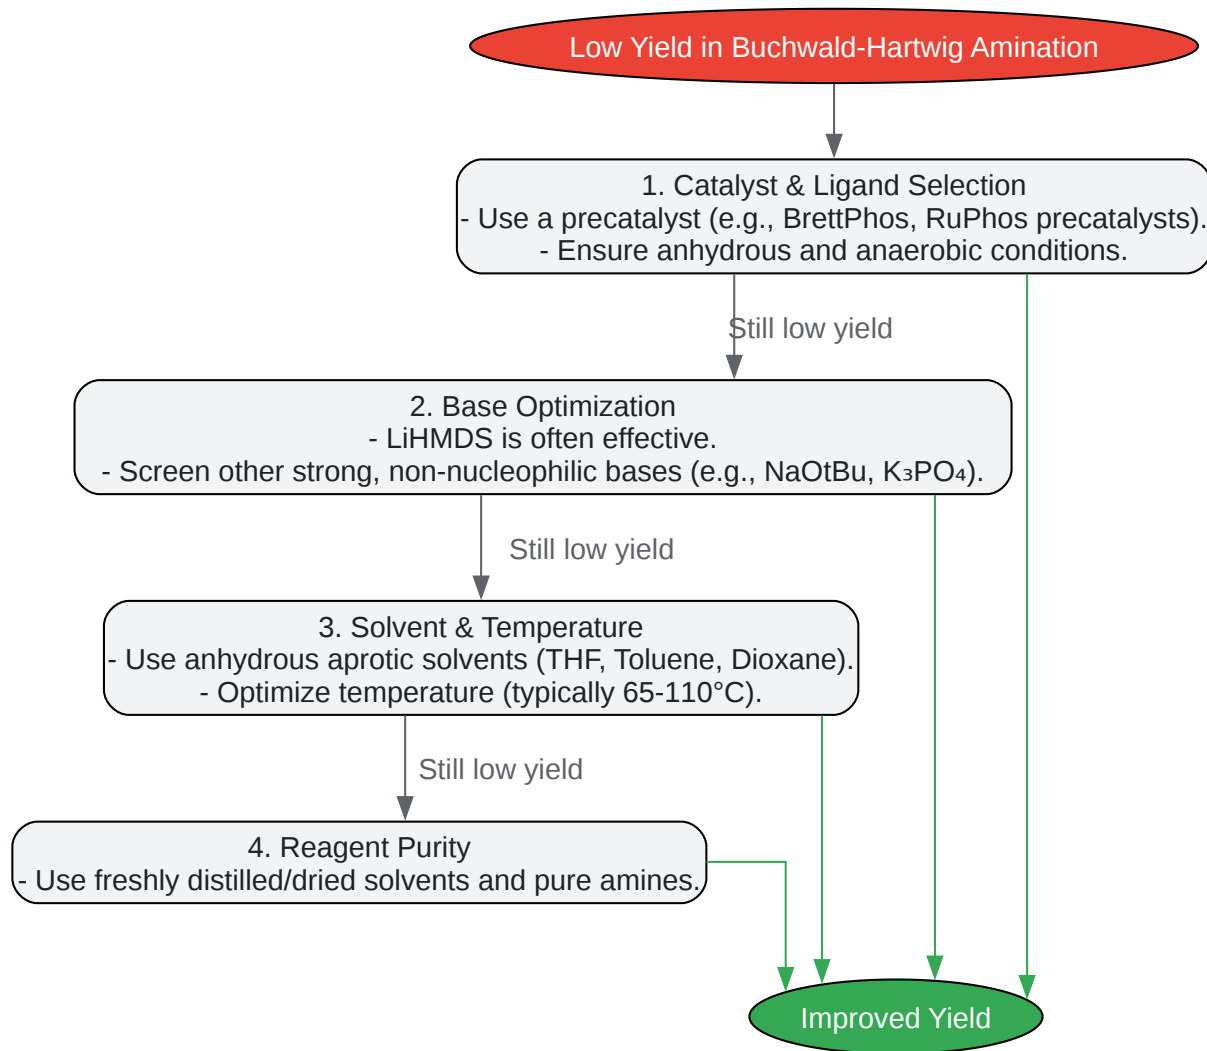 Low Yield in Buchwald-Hartwig Amination
1. Catalyst & Ligand Selection
- Use a precatalyst (e.g., BrettPhos, RuPhos precatalysts).
- Ensure anhydrous and anaerobic conditions.
Still low yield
2. Base Optimization
- LiHMDS is often effective.
- Screen other strong, non-nucleophilic bases (e.g., NaOtBu, K₃PO₄).
Still low yield
3. Solvent & Temperature
- Use anhydrous aprotic solvents (THF, Toluene, Dioxane).
- Optimize temperature (typically 65-110°C).
Still low yield
4. Reagent Purity
- Use freshly distilled/dried solvents and pure amines.
Improved Yield